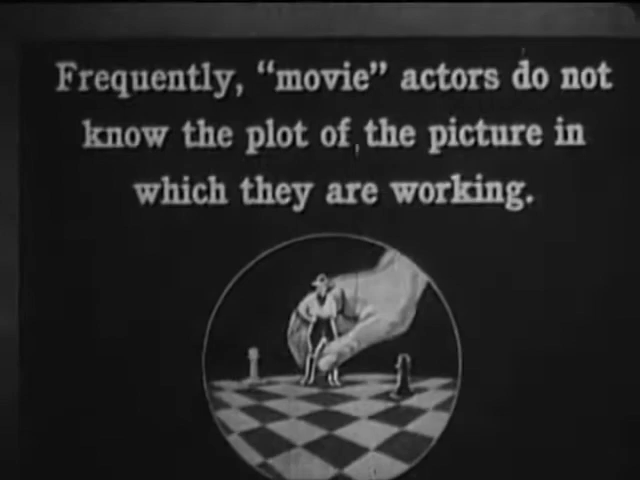 Frequently, “movie” actors do not
know the plot of the picture in
which they are working.